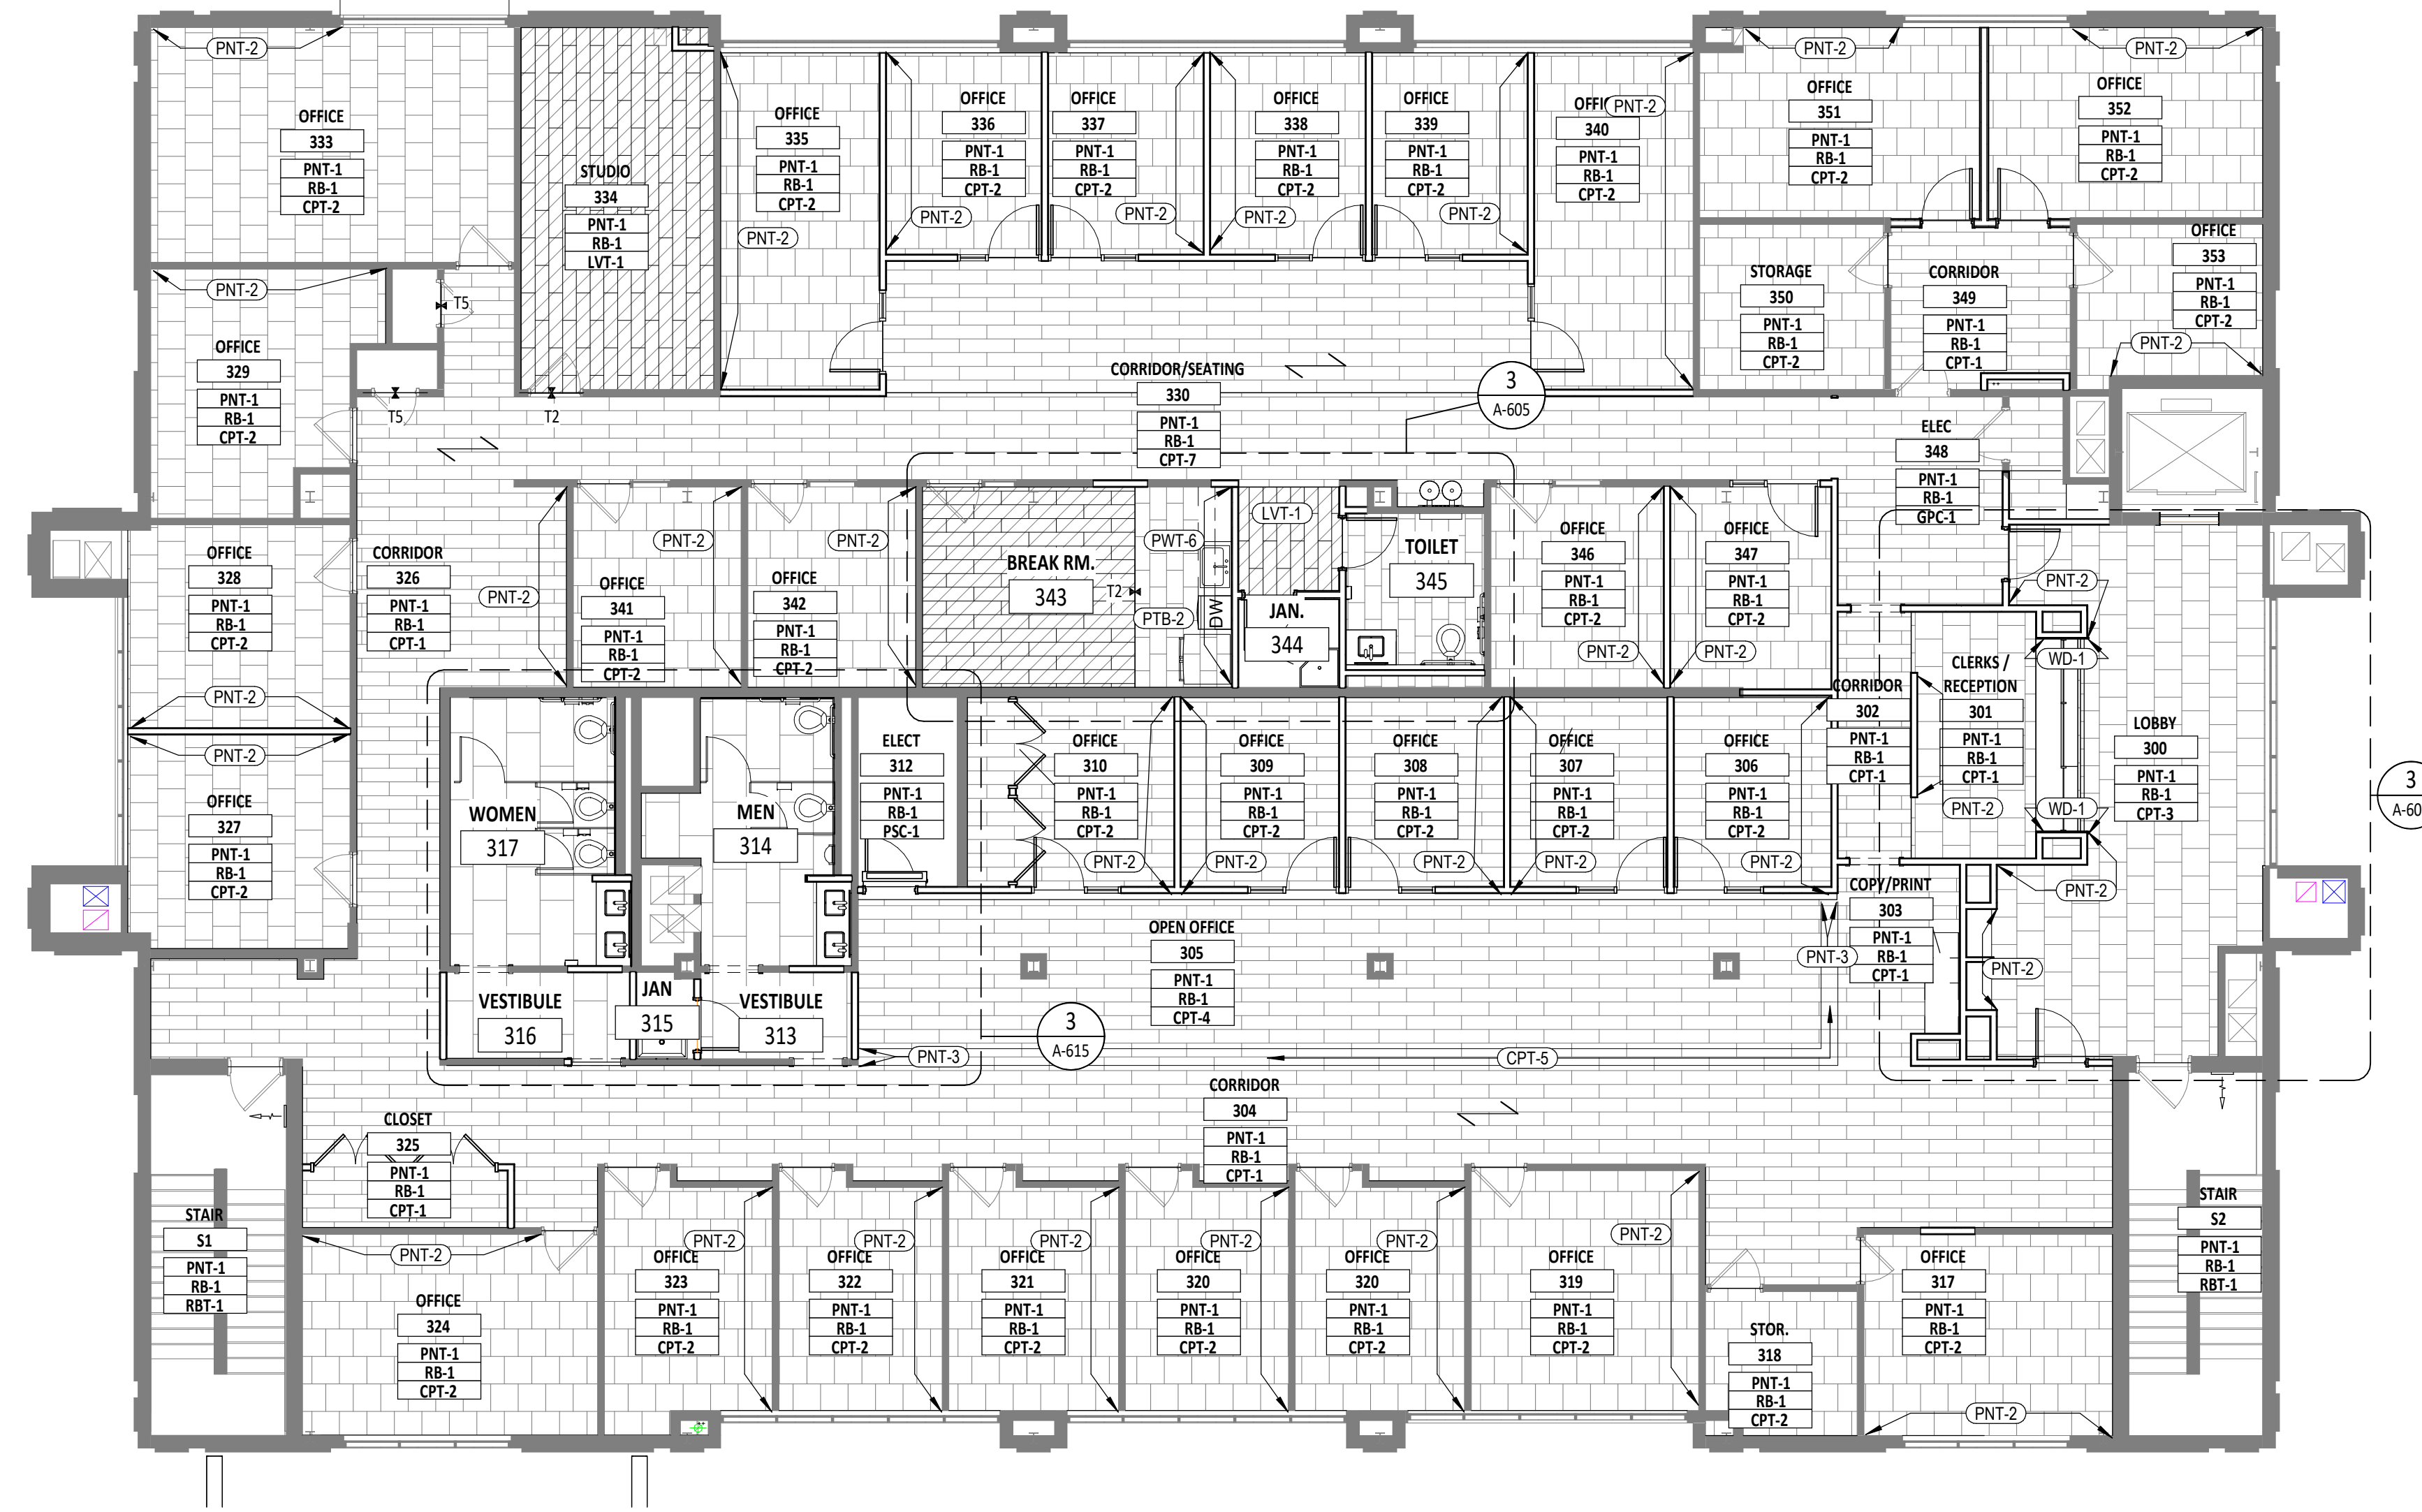 PNT-2
OFFICE
333
PNT-1
RB-1
CPT-2
STUDIO
334
PNT-1
RB-1
LVT-1
OFFICE
335
PNT-1
RB-1
CPT-2
PNT-2
OFFICE
336
PNT-1
RB-1
CPT-2
PNT-2
OFFICE
337
PNT-1
RB-1
CPT-2
PNT-2
OFFICE
338
PNT-1
RB-1
CPT-2
PNT-2
OFFICE
339
PNT-1
RB-1
CPT-2
PNT-2
PNT-2
340
PNT-1
RB-1
CPT-2
PNT-2
OFFICE
351
PNT-1
RB-1
CPT-2
PNT-2
OFFICE
352
PNT-1
RB-1
CPT-2
OFFICE
353
PNT-1
RB-1
CPT-2
PNT-2
STORAGE
350
PNT-1
RB-1
CPT-2
CORRIDOR
349
PNT-1
RB-1
CPT-1
PNT-2
OFFICE
329
PNT-1
RB-1
CPT-2
T5
T5
T2
CORRIDOR/SEATING
330
PNT-1
RB-1
CPT-7
3
A-605
ELEC
348
PNT-1
RB-1
GPC-1
OFFICE
328
PNT-1
RB-1
CPT-2
PNT-2
CORRIDOR
326
PNT-1
RB-1
CPT-1
PNT-2
OFFICE
341
PNT-1
RB-1
CPT-2
PNT-2
OFFICE
342
PNT-1
RB-1
CPT-2
PNT-2
BREAK RM.
343
T2
PWT-6
PTB-2
DW
LVT-1
JAN.
344
TOILET
345
OFFICE
346
PNT-1
RB-1
CPT-2
PNT-2
OFFICE
347
PNT-1
RB-1
CPT-2
PNT-2
PNT-2
WD-1
CLERKS /
RECEPTION
301
PNT-1
RB-1
CPT-1
PNT-2
WD-1
CORRIDOR
302
PNT-1
RB-1
CPT-1
LOBBY
300
PNT-1
RB-1
CPT-3
3
A-60
PNT-2
OFFICE
327
PNT-1
RB-1
CPT-2
WOMEN
317
MEN
314
ELECT
312
PNT-1
RB-1
PSC-1
OFFICE
310
PNT-1
RB-1
CPT-2
PNT-2
OFFICE
309
PNT-1
RB-1
CPT-2
PNT-2
OFFICE
308
PNT-1
RB-1
CPT-2
PNT-2
OFFICE
307
PNT-1
RB-1
CPT-2
PNT-2
OFFICE
306
PNT-1
RB-1
CPT-2
PNT-2
COPY/PRINT
303
PNT-1
RB-1
CPT-1
PNT-3
PNT-2
PNT-2
OPEN OFFICE
305
PNT-1
RB-1
CPT-4
VESTIBULE
316
JAN
315
VESTIBULE
313
PNT-3
3
A-615
CPT-5
CORRIDOR
304
PNT-1
RB-1
CPT-1
CLOSET
325
PNT-1
RB-1
CPT-1
STAIR
S1
PNT-1
RB-1
RBT-1
PNT-2
OFFICE
324
PNT-1
RB-1
CPT-2
PNT-2
OFFICE
323
PNT-1
RB-1
CPT-2
PNT-2
OFFICE
322
PNT-1
RB-1
CPT-2
PNT-2
OFFICE
321
PNT-1
RB-1
CPT-2
PNT-2
OFFICE
320
PNT-1
RB-1
CPT-2
PNT-2
OFFICE
320
PNT-1
RB-1
CPT-2
PNT-2
OFFICE
319
PNT-1
RB-1
CPT-2
STOR.
318
PNT-1
RB-1
CPT-2
OFFICE
317
PNT-1
RB-1
CPT-2
PNT-2
STAIR
S2
PNT-1
RB-1
RBT-1